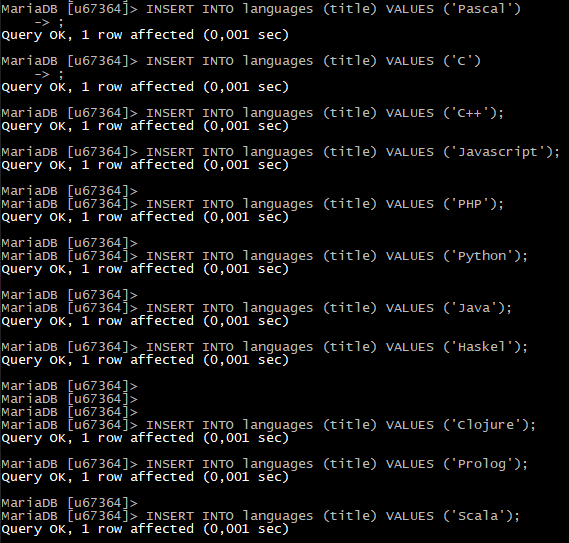 MariaDB [u67364]> INSERT INTO languages (title) VALUES ('Pascal')
    -> ;
Query OK, 1 row affected (0,001 sec)
MariaDB [u67364]> INSERT INTO languages (title) VALUES ('C')
    -> ;
Query OK, 1 row affected (0,001 sec)
MariaDB [u67364]> INSERT INTO languages (title) VALUES ('C++');
Query OK, 1 row affected (0,001 sec)
MariaDB [u67364]> INSERT INTO languages (title) VALUES ('Javascript');
Query OK, 1 row affected (0,001 sec)
MariaDB [u67364]>
MariaDB [u67364]> INSERT INTO languages (title) VALUES ('PHP');
Query OK, 1 row affected (0,001 sec)
MariaDB [u67364]>
MariaDB [u67364]> INSERT INTO languages (title) VALUES ('Python');
Query OK, 1 row affected (0,001 sec)
MariaDB [u67364]>
MariaDB [u67364]> INSERT INTO languages (title) VALUES ('Java');
Query OK, 1 row affected (0,001 sec)
MariaDB [u67364]> INSERT INTO languages (title) VALUES ('Haskel');
Query OK, 1 row affected (0,001 sec)
MariaDB [u67364]>
MariaDB [u67364]>
MariaDB [u67364]>
MariaDB [u67364]> INSERT INTO languages (title) VALUES ('Clojure');
Query OK, 1 row affected (0,001 sec)
MariaDB [u67364]> INSERT INTO languages (title) VALUES ('Prolog');
Query OK, 1 row affected (0,001 sec)
MariaDB [u67364]>
MariaDB [u67364]> INSERT INTO languages (title) VALUES ('Scala');
Query OK, 1 row affected (0,001 sec)